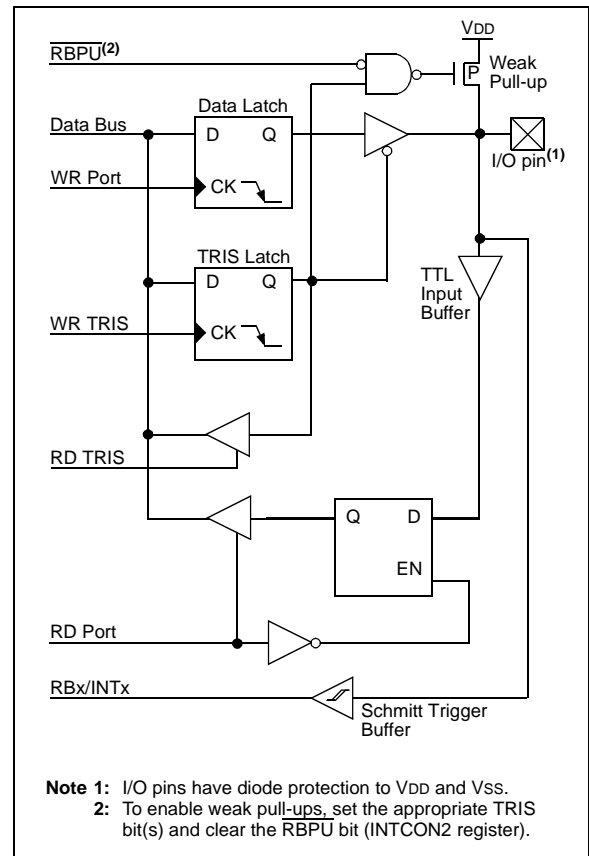 VDD
RBPU(2)
P
Weak
Pull-up
Data Latch
Data Bus
D
Q
I/O pin(1)
WR Port
CK
TRIS Latch
D
Q
TTL
Input
Buffer
WR TRIS
CK
RD TRIS
Q
D
EN
RD Port
RBx/INTx
Schmitt Trigger
Buffer
Note 1: I/O pins have diode protection to VDD and VSS.
2: To enable weak pull-ups, set the appropriate TRIS
bit(s) and clear the RBPU bit (INTCON2 register).